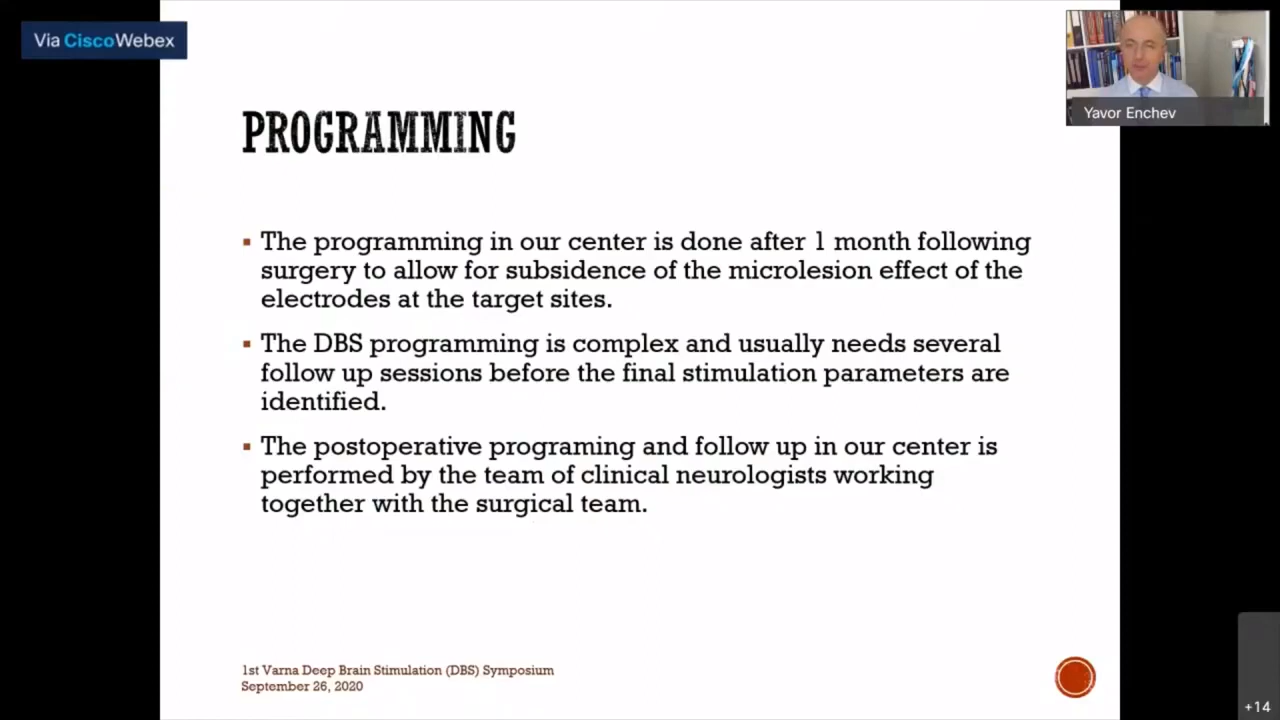 Via CiscoWebex
Yavor Enchev
PROGRAMMING
▪ The programming in our center is done after 1 month following
surgery to allow for subsidence of the microlesion effect of the
electrodes at the target sites.
▪ The DBS programming is complex and usually needs several
follow up sessions before the final stimulation parameters are
identified.
▪ The postoperative programing and follow up in our center is
performed by the team of clinical neurologists working
together with the surgical team.
1st Varna Deep Brain Stimulation (DBS) Symposium
September 26, 2020
+14